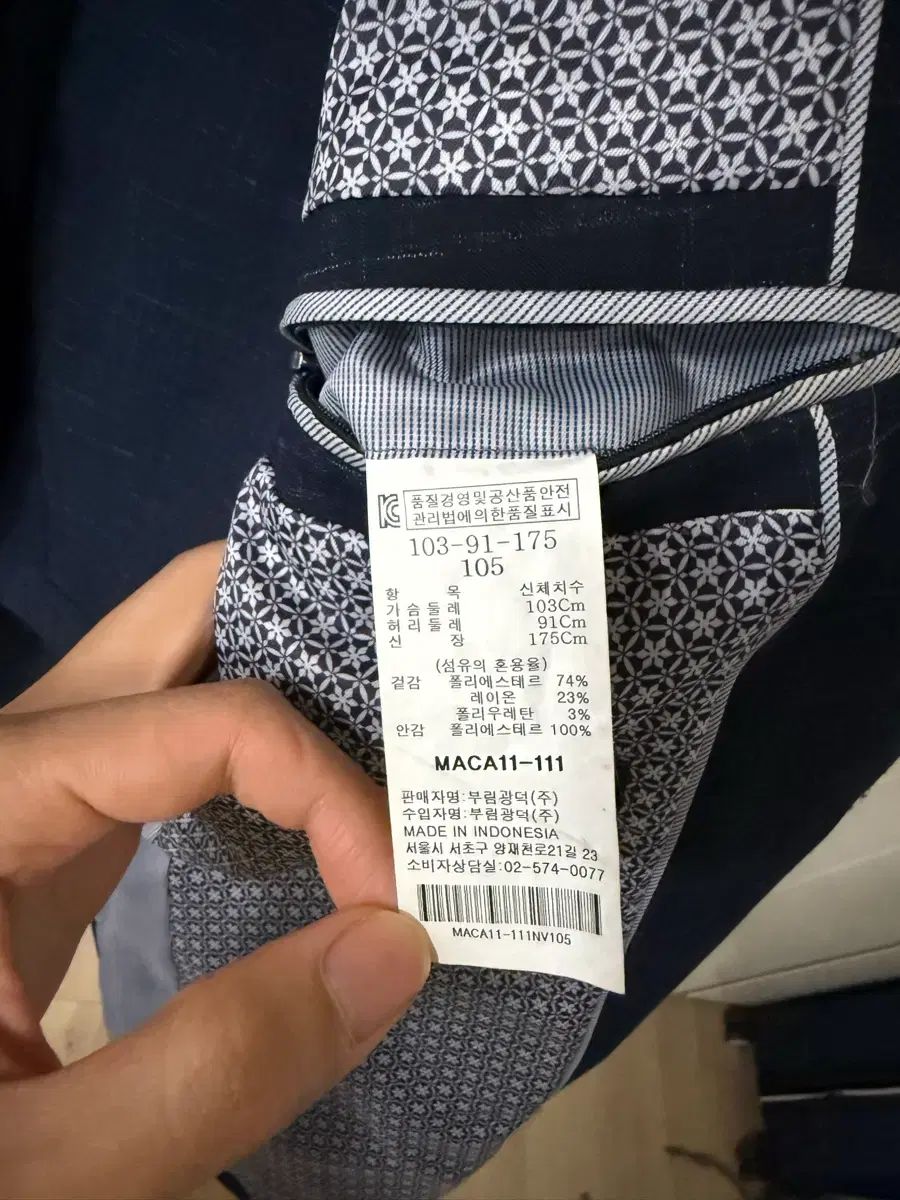 품질경영및공산품안전
관리법에의한품질표시
103-91-175
105
항 목 신체치수
가슴둘레 103Cm
허리둘레 91Cm
신 장 175Cm
(섬유의 혼용율)
겉감 폴리에스테르 74%
레이온 23%
폴리우레탄 3%
안감 폴리에스테르 100%
MACA11-111
판매자명:부림광덕(주)
수입자명:부림광덕(주)
MADE IN INDONESIA
서울시 서초구 양재천로21길 23
소비자상담실:02-574-0077
MACA11-111NV105